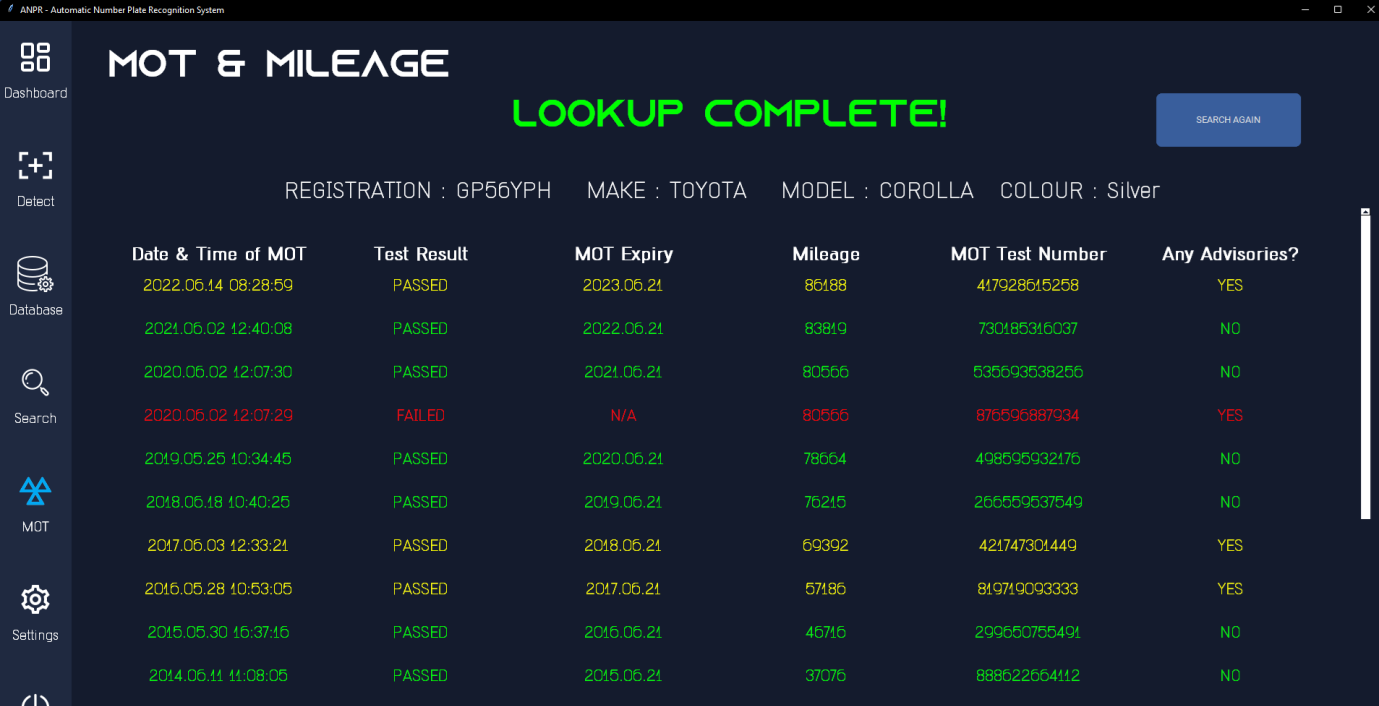 ANPR - Automatic Number Plate Recognition System
MOT & MILEAGE
LOOKUP COMPLETE!
SEARCH AGAIN
Dashboard
Detect
Database
Search
MOT
Settings
REGISTRATION : GP56YPH MAKE : TOYOTA MODEL : COROLLA COLOUR : Silver
Date & Time of MOT Test Result MOT Expiry Mileage MOT Test Number Any Advisories?
2022.06.14 08:28:59 PASSED 2023.06.21 86188 417928615258 YES
2021.06.02 12:40:08 PASSED 2022.06.21 83819 730185316037 NO
2020.06.02 12:07:30 PASSED 2021.06.21 80566 535693538256 NO
2020.06.02 12:07:29 FAILED N/A 80566 876596887934 YES
2019.05.25 10:34:45 PASSED 2020.06.21 78664 498595932176 NO
2018.06.18 10:40:25 PASSED 2019.06.21 76215 266559537549 NO
2017.06.03 12:33:21 PASSED 2018.06.21 69392 421747301449 YES
2016.05.28 10:53:05 PASSED 2017.06.21 57186 819719093333 YES
2015.05.30 16:37:16 PASSED 2016.06.21 46716 299650755491 NO
2014.06.11 11:08:05 PASSED 2015.06.21 37076 888622664112 NO